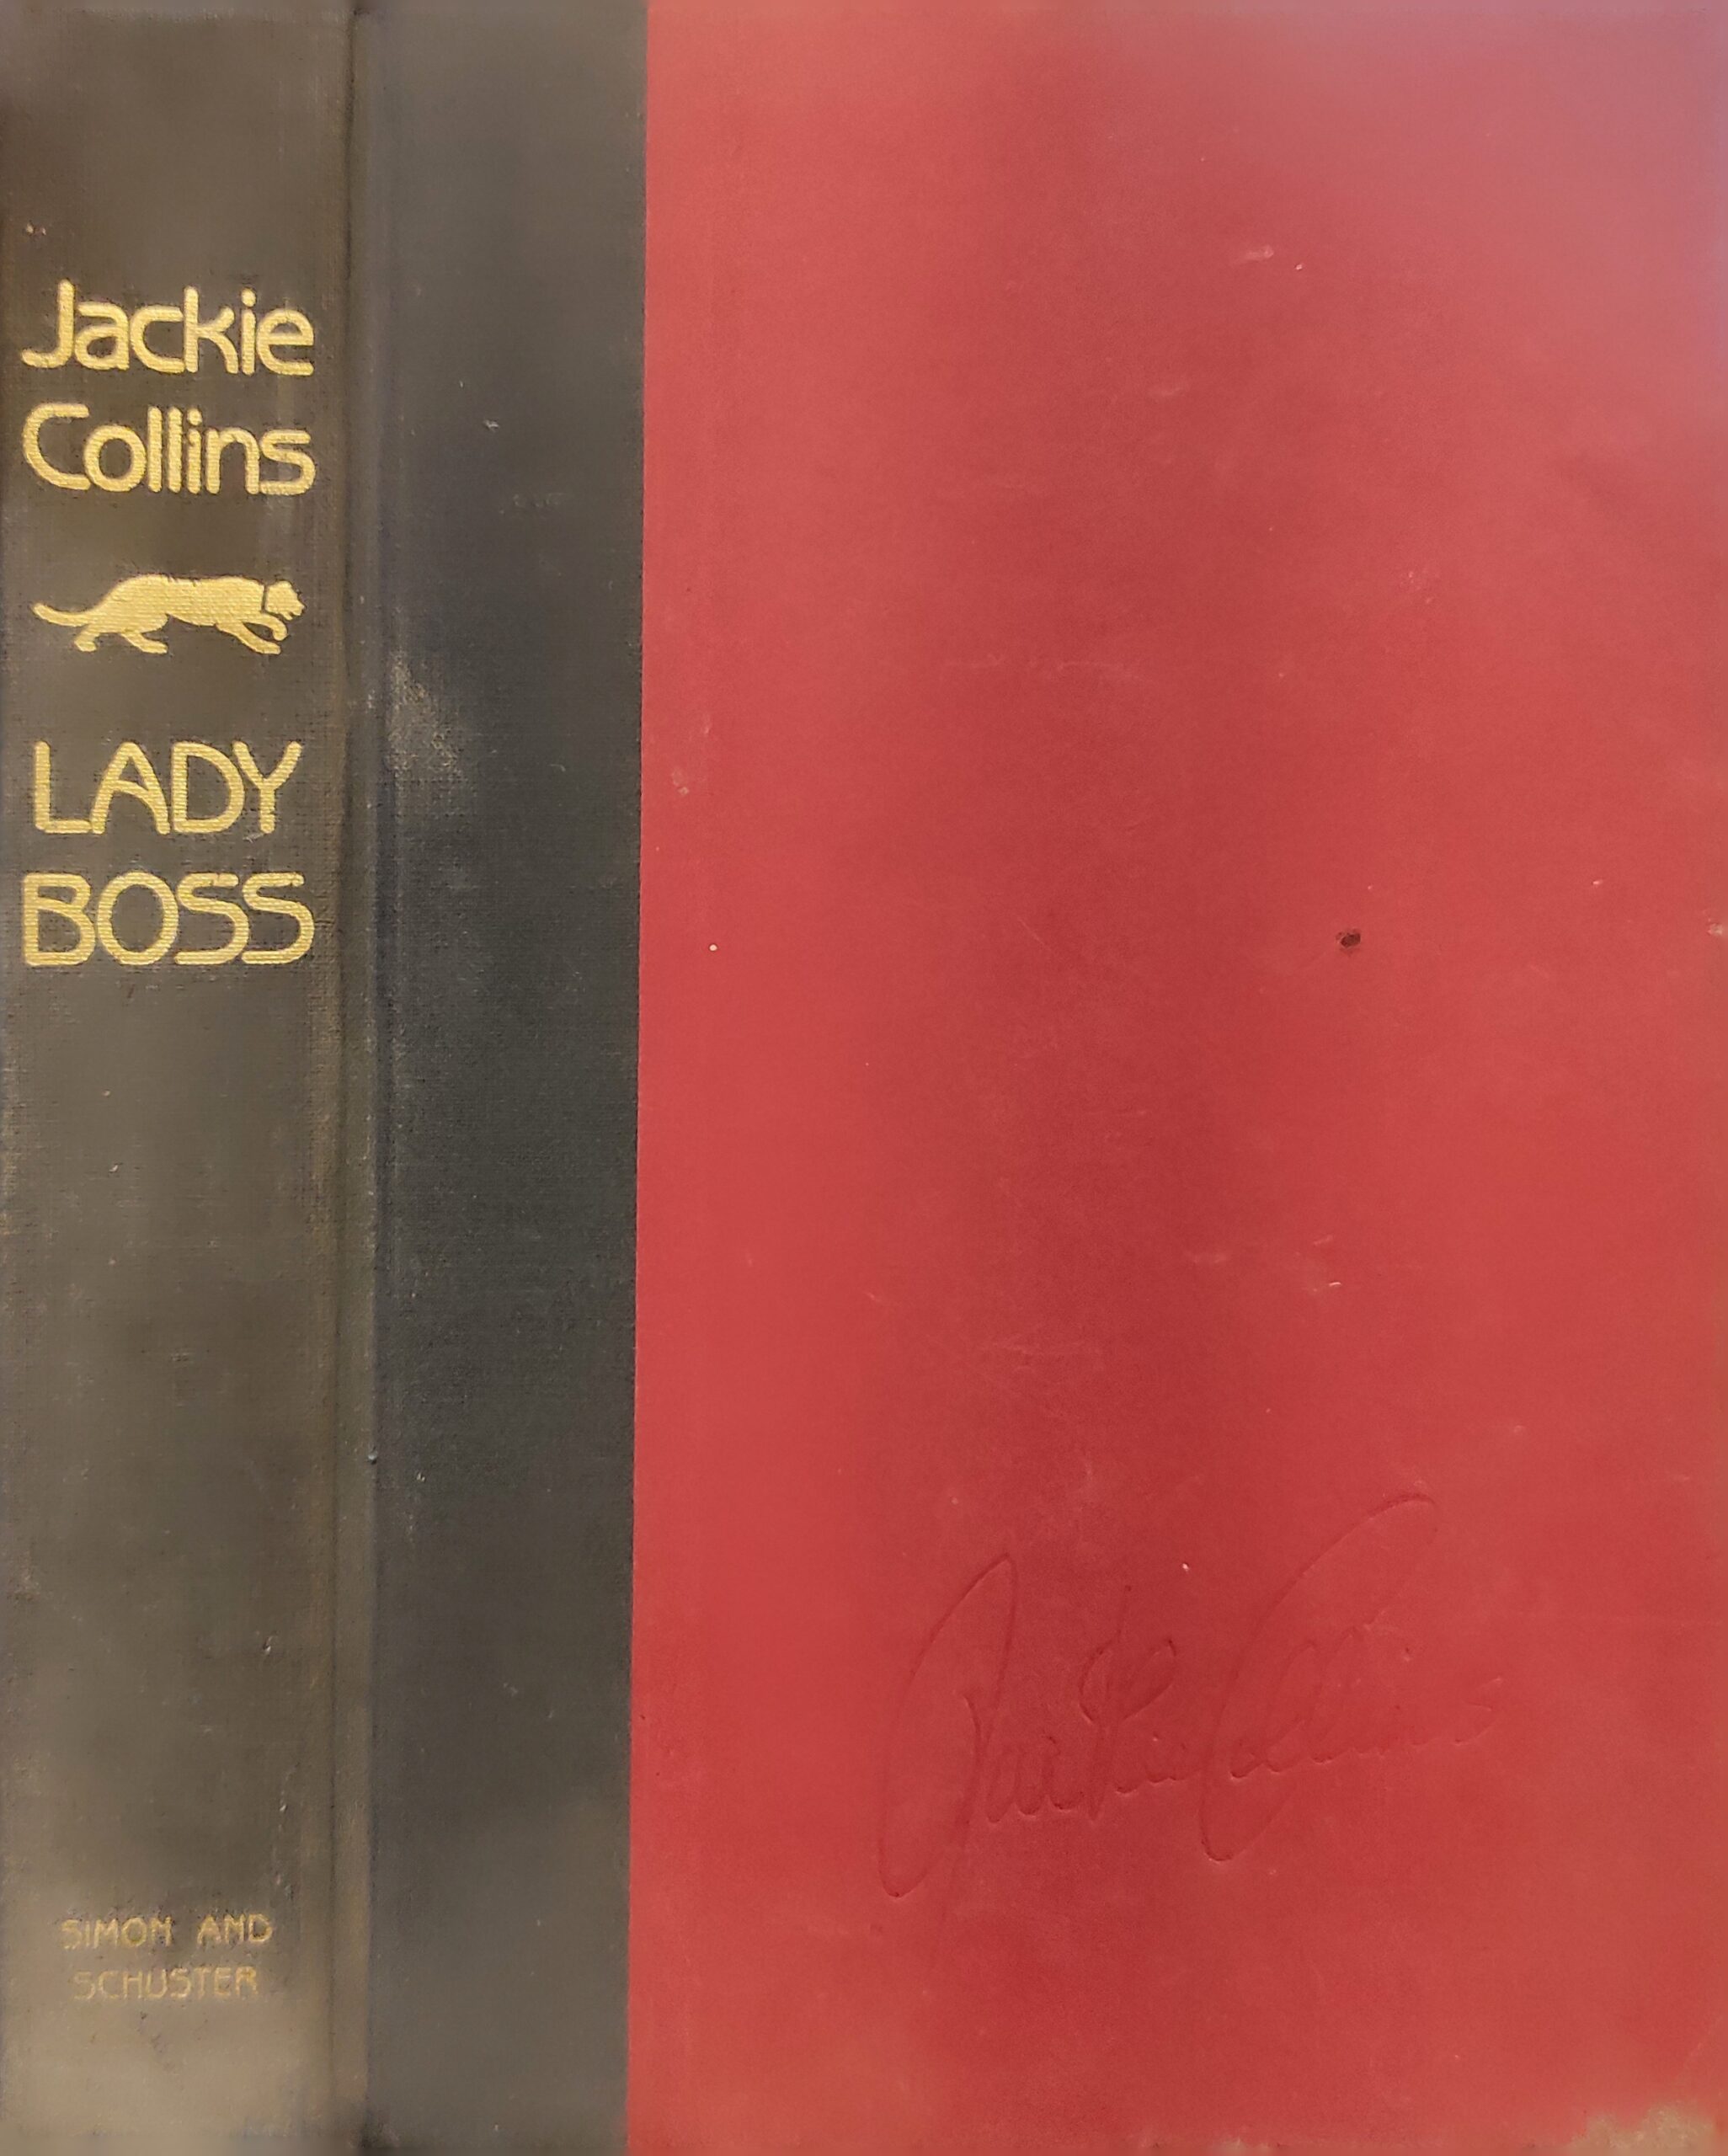 Jackie
Collins
LADY
BOSS
SIMON AND
SCHUSTER
Jackie Collins